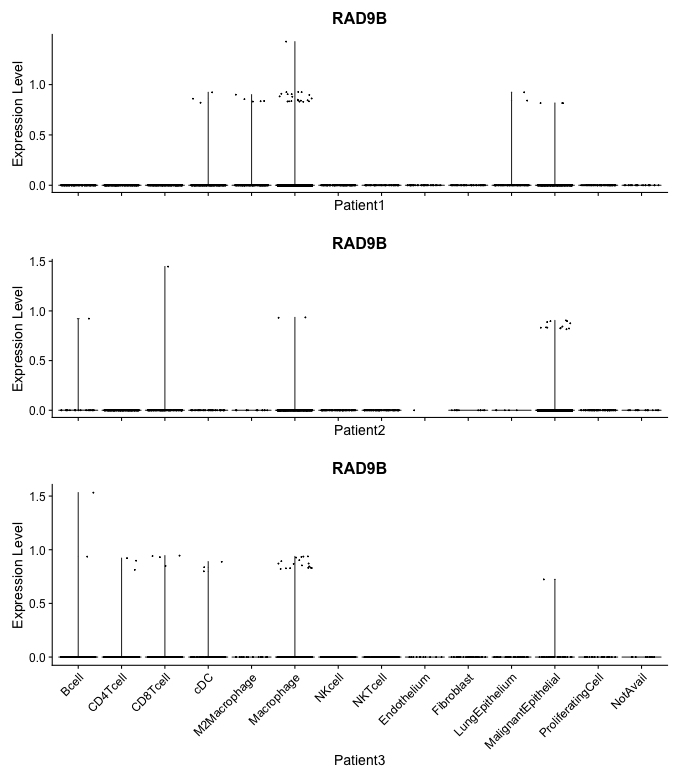 RAD9B
Expression Level
1.0
0.5
0.0
Patient1
RAD9B
Expression Level
1.5
1.0
0.5
0.0
Patient2
RAD9B
Expression Level
1.5
1.0
0.5
0.0
Bcell
CD4Tcell
CD8Tcell
cDC
M2Macrophage
Macrophage
NKcell
NKTcell
Endothelium
Fibroblast
LungEpithelium
MalignantEpithelial
ProliferatingCell
NotAvail
Patient3